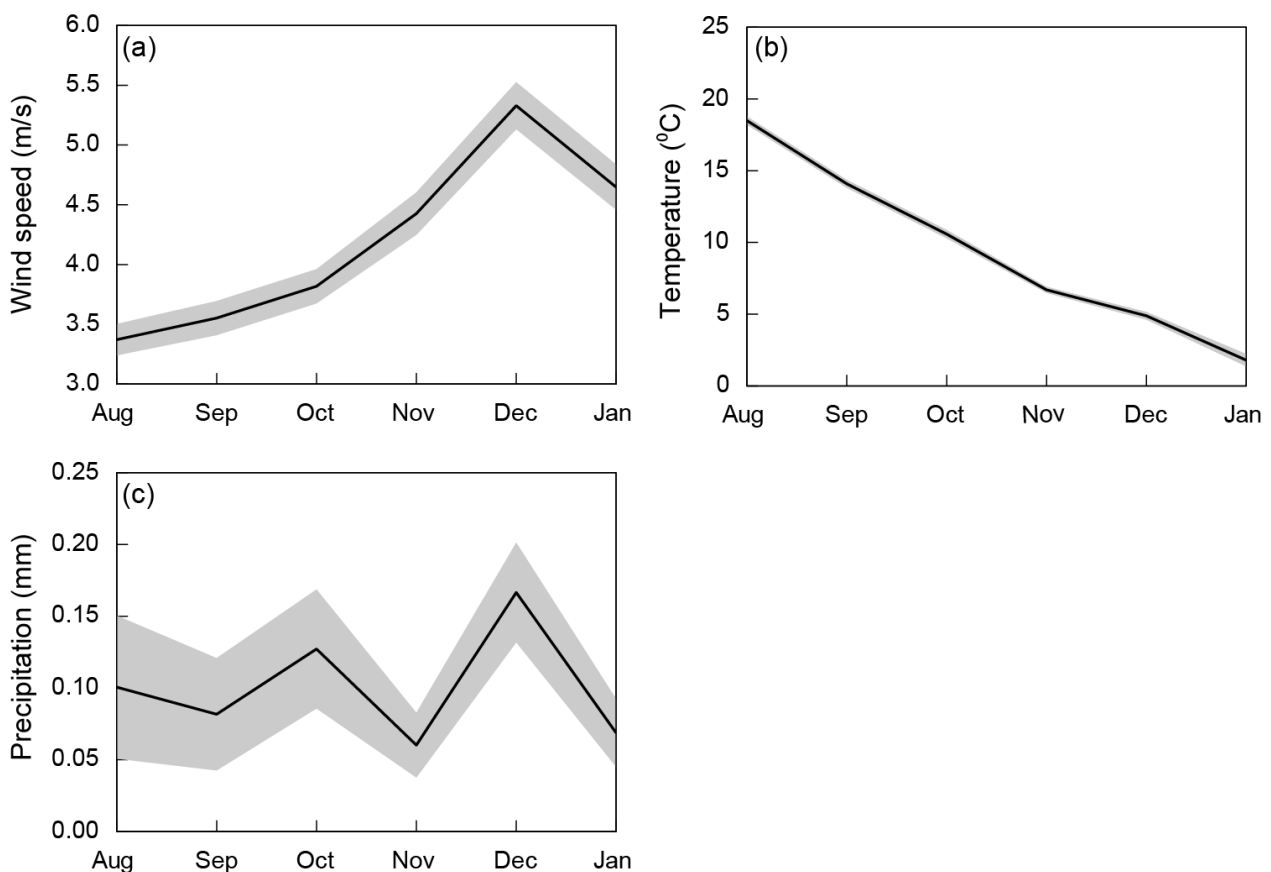 (a)
Wind speed (m/s)
6.0
5.5
5.0
4.5
4.0
3.5
3.0
Aug Sep Oct Nov Dec Jan
(b)
Temperature (⁰C)
25
20
15
10
5
0
Aug Sep Oct Nov Dec Jan
(c)
Precipitation (mm)
0.25
0.20
0.15
0.10
0.05
0.00
Aug Sep Oct Nov Dec Jan